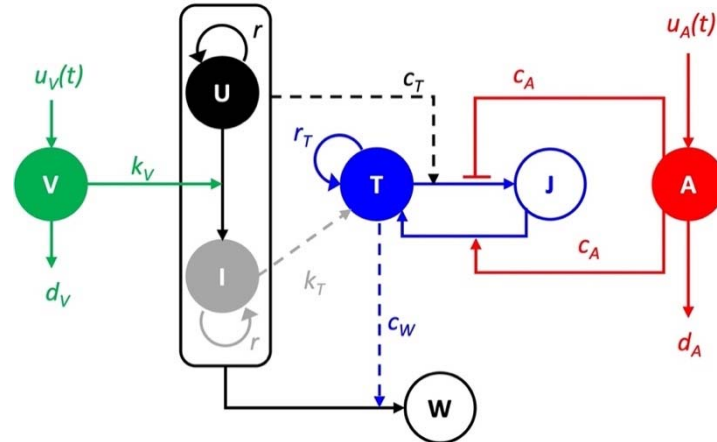 r
u_V(t)
u_A(t)
U
c_T
c_A
r_T
k_V
V
T
J
A
I
k_T
c_A
d_V
r
c_W
d_A
W